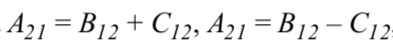 A₂₁ = B₁₂ + C₁₂, A₂₁ = B₁₂ – C₁₂,